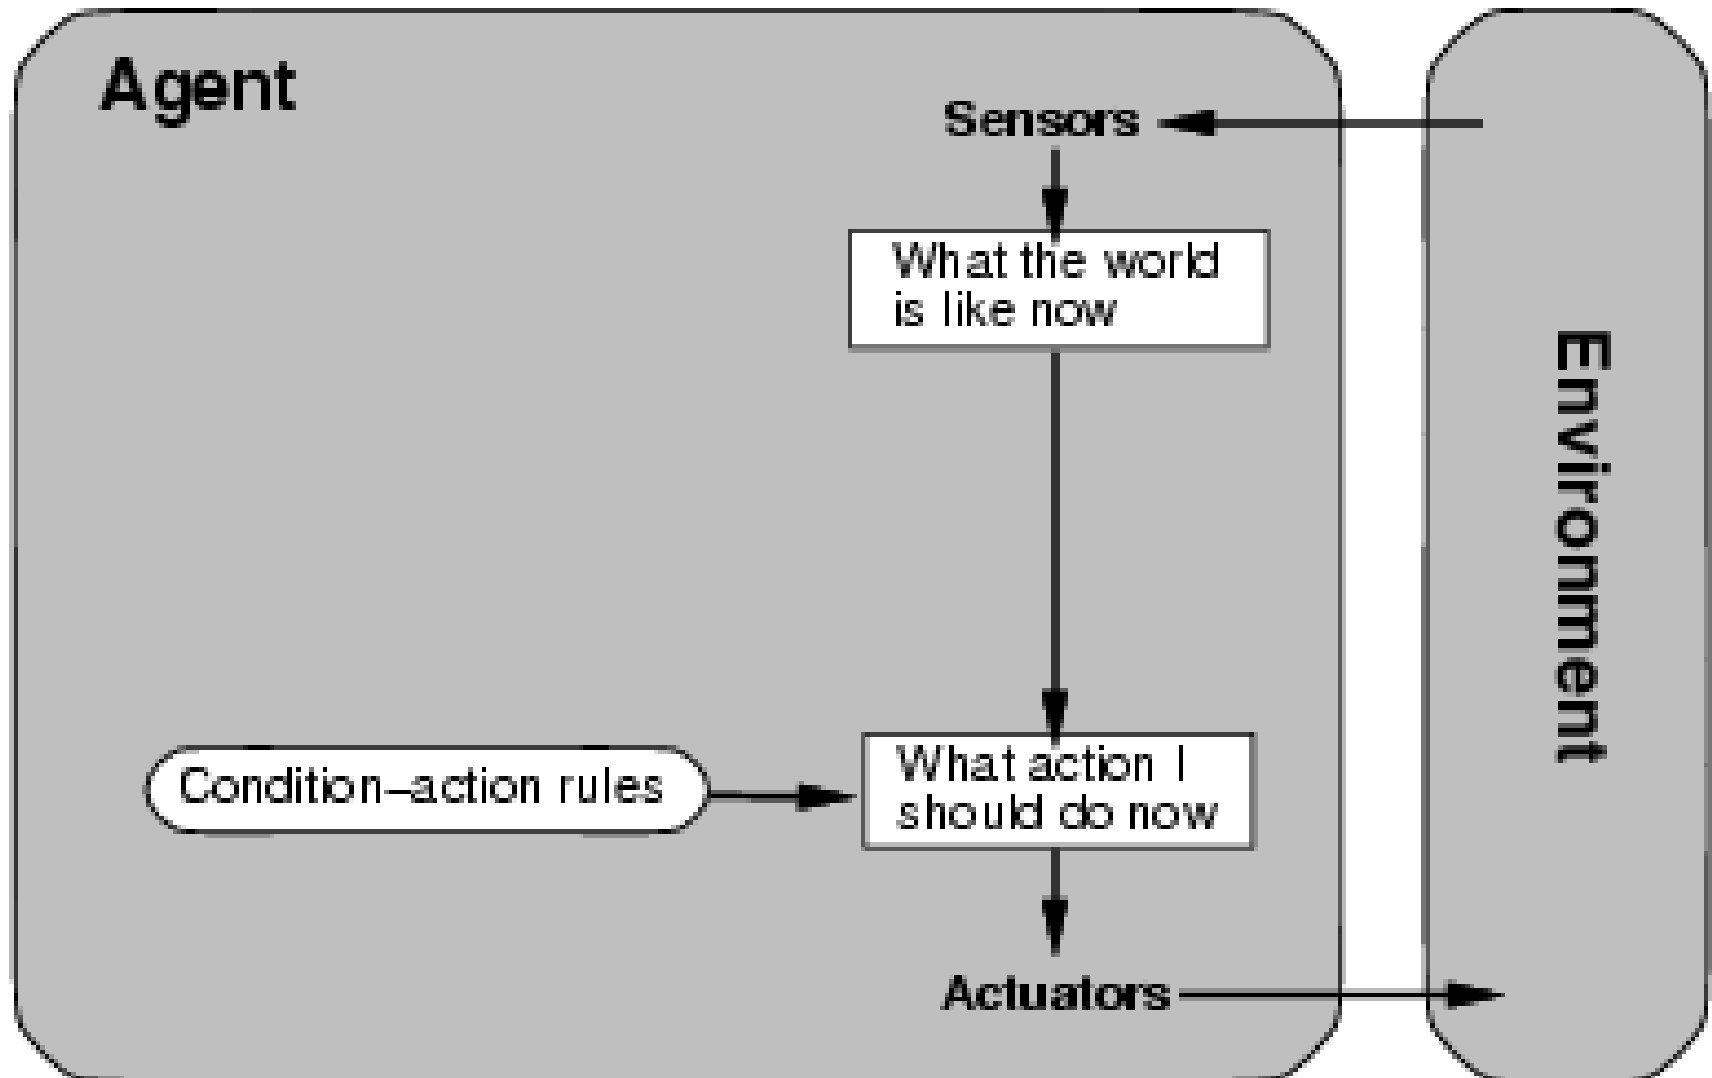 Agent
Sensors
What the world
is like now
Environment
Condition–action rules
What action I
should do now
Actuators